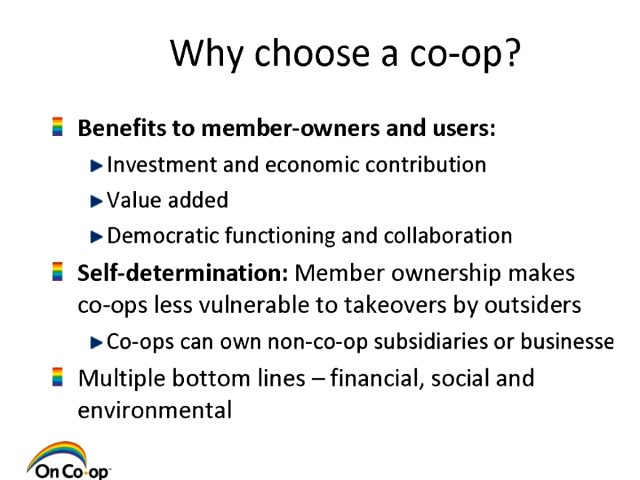 Why choose a co-op?
Benefits to member-owners and users:
Investment and economic contribution
Value added
Democratic functioning and collaboration
Self-determination: Member ownership makes
co-ops less vulnerable to takeovers by outsiders
Co-ops can own non-co-op subsidiaries or businesse
Multiple bottom lines – financial, social and
environmental
On Co-op